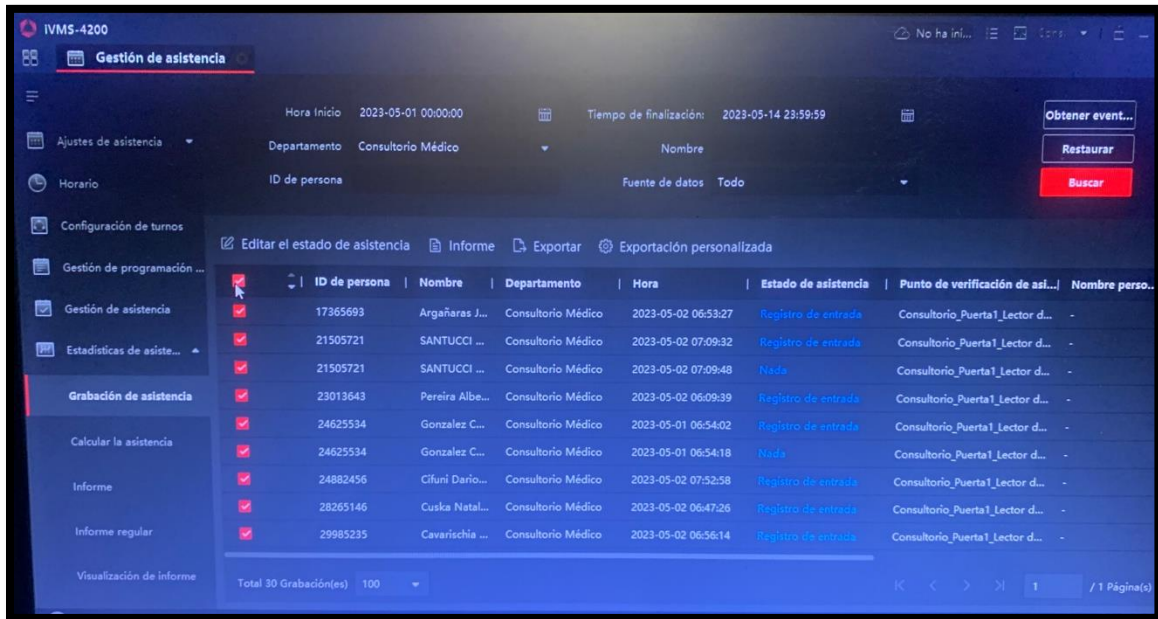 iVMS-4200
No ha ini...
Gestión de asistencia
Hora Inicio 2023-05-01 00:00:00 Tiempo de finalización: 2023-05-14 23:59:59 Obtener event...
Ajustes de asistencia Departamento Consultorio Médico Nombre Restaurar
Horario ID de persona Fuente de datos Todo Buscar
Configuración de turnos
Editar el estado de asistencia Informe Exportar Exportación personalizada
Gestión de programación ...
ID de persona | Nombre | Departamento | Hora | Estado de asistencia | Punto de verificación de asi...| Nombre perso..
Gestión de asistencia 17365693 Argañaras J... Consultorio Médico 2023-05-02 06:53:27 Registro de entrada Consultorio_Puerta1_Lector d... -
21505721 SANTUCCI ... Consultorio Médico 2023-05-02 07:09:32 Registro de entrada Consultorio_Puerta1_Lector d... -
Estadísticas de asiste... 21505721 SANTUCCI ... Consultorio Médico 2023-05-02 07:09:48 Nada Consultorio_Puerta1_Lector d... -
Grabación de asistencia 23013643 Pereira Albe... Consultorio Médico 2023-05-02 06:09:39 Registro de entrada Consultorio_Puerta1_Lector d... -
24625534 Gonzalez C... Consultorio Médico 2023-05-01 06:54:02 Registro de entrada Consultorio_Puerta1_Lector d... -
Calcular la asistencia 24625534 Gonzalez C... Consultorio Médico 2023-05-01 06:54:18 Nada Consultorio_Puerta1_Lector d... -
Informe 24882456 Cifuni Dario... Consultorio Médico 2023-05-02 07:52:58 Registro de entrada Consultorio_Puerta1_Lector d... -
28265146 Cuska Natal... Consultorio Médico 2023-05-02 06:47:26 Registro de entrada Consultorio_Puerta1_Lector d... -
Informe regular 29985235 Cavarischia ... Consultorio Médico 2023-05-02 06:56:14 Registro de entrada Consultorio_Puerta1_Lector d... -
Visualización de informe Total 30 Grabación(es) 100 1 / 1 Página(s)